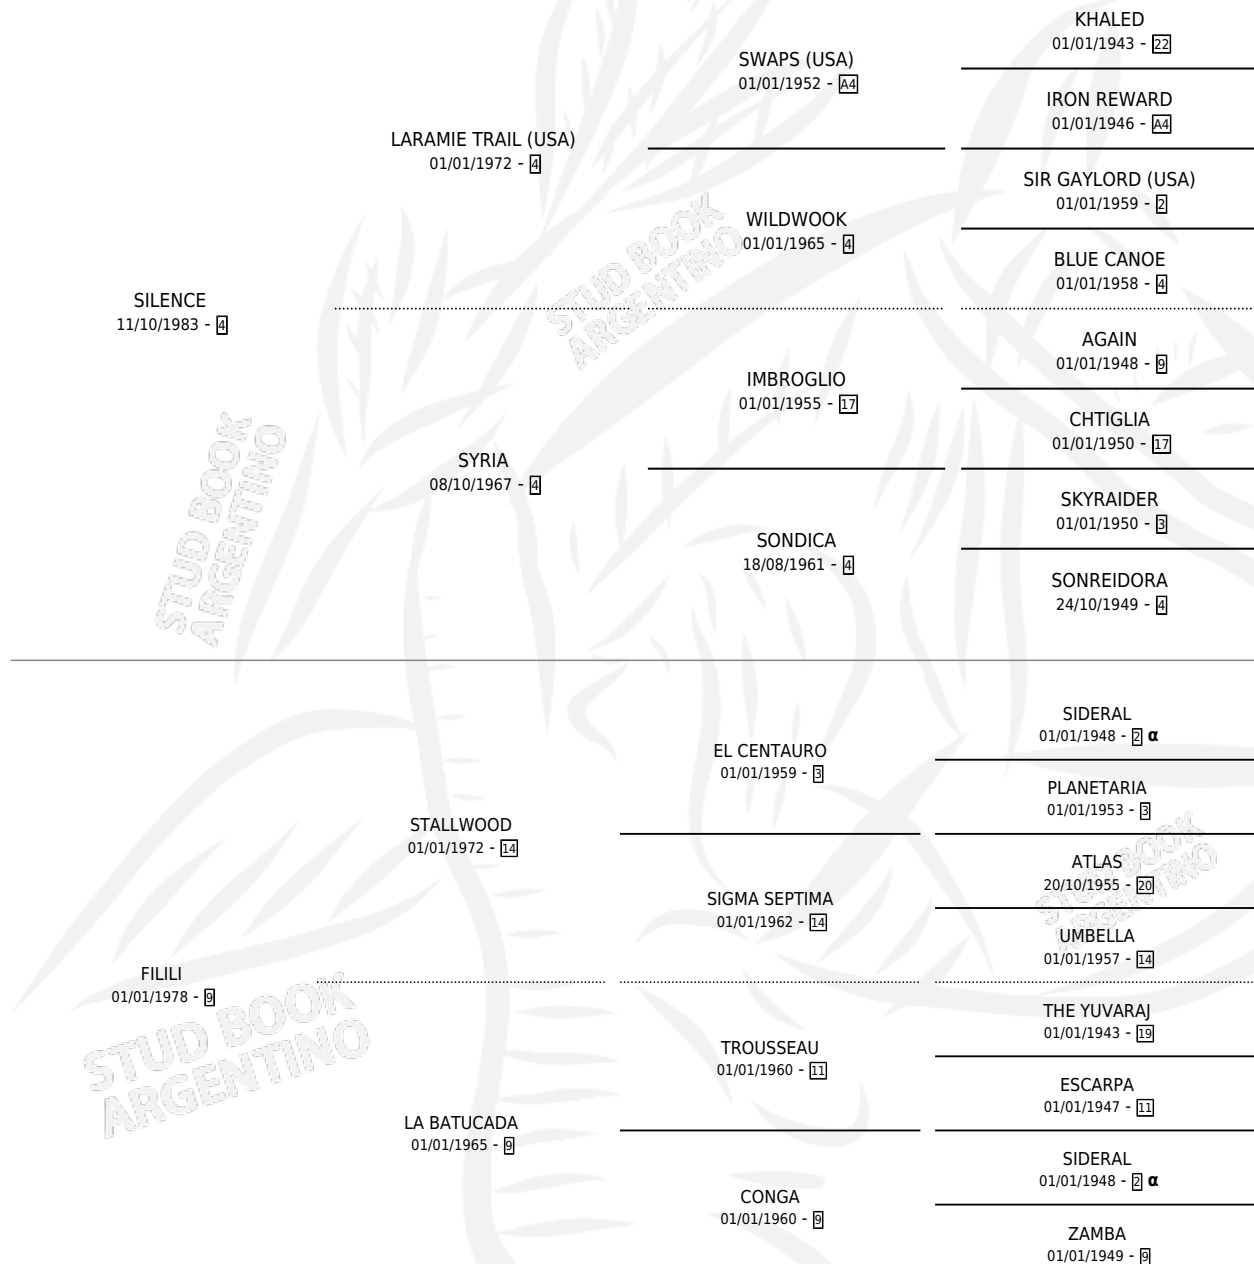 KHALED
01/01/1943 - 22
SWAPS (USA)
01/01/1952 - A4
IRON REWARD
01/01/1946 - A4
LARAMIE TRAIL (USA)
01/01/1972 - 4
SIR GAYLORD (USA)
01/01/1959 - 2
WILDWOOK
01/01/1965 - 4
BLUE CANOE
01/01/1958 - 4
SILENCE
11/10/1983 - 4
AGAIN
01/01/1948 - 9
IMBROGLIO
01/01/1955 - 17
CHTIGLIA
01/01/1950 - 17
SYRIA
08/10/1967 - 4
SKYRAIDER
01/01/1950 - 3
SONDICA
18/08/1961 - 4
SONREIDORA
24/10/1949 - 4
SIDERAL
01/01/1948 - 2 α
EL CENTAURO
01/01/1959 - 3
PLANETARIA
01/01/1953 - 3
STALLWOOD
01/01/1972 - 14
ATLAS
20/10/1955 - 20
SIGMA SEPTIMA
01/01/1962 - 14
UMBELLA
01/01/1957 - 14
FILILI
01/01/1978 - 9
THE YUVARAJ
01/01/1943 - 19
TROUSSEAU
01/01/1960 - 11
ESCARPA
01/01/1947 - 11
LA BATUCADA
01/01/1965 - 9
SIDERAL
01/01/1948 - 2 α
CONGA
01/01/1960 - 9
ZAMBA
01/01/1949 - 9
STUD BOOK
ARGENTINO
STUD BOOK
ARGENTINO
STUD BOOK
ARGENTINO
STUD BOOK
ARGENTINO